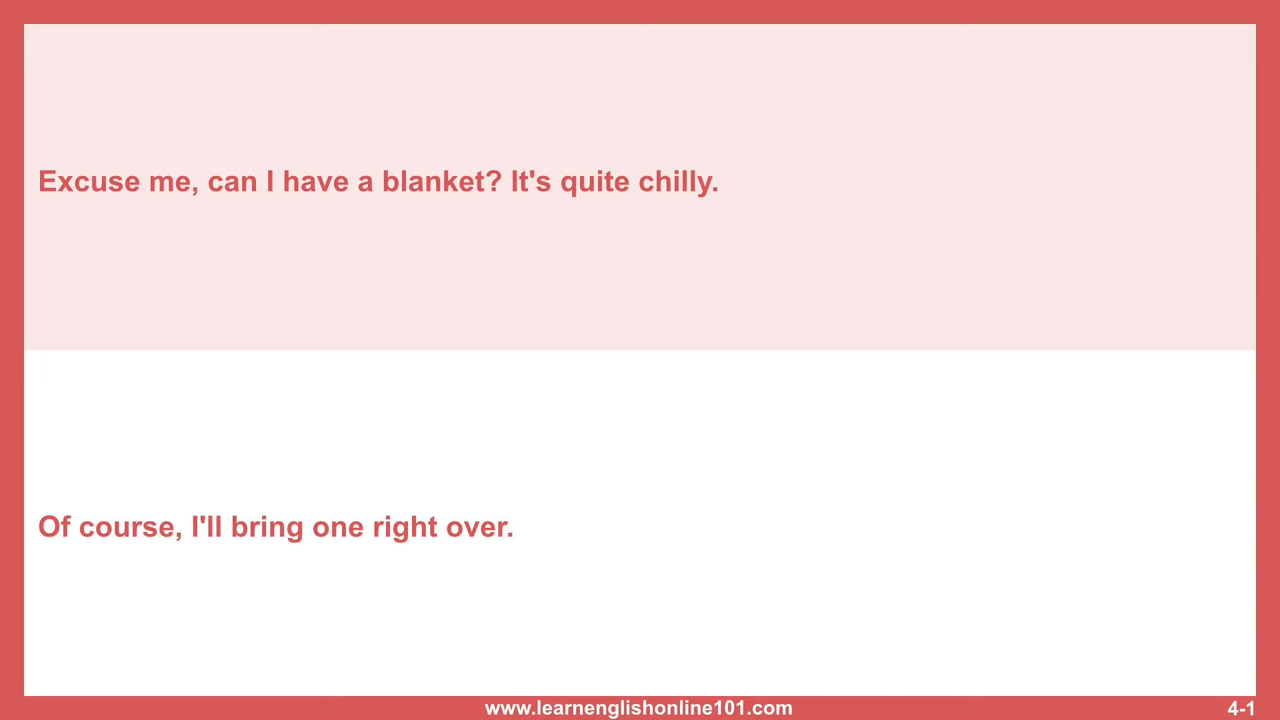 Excuse me, can I have a blanket? It's quite chilly.
Of course, I'll bring one right over.
www.learnenglishonline101.com
4-1